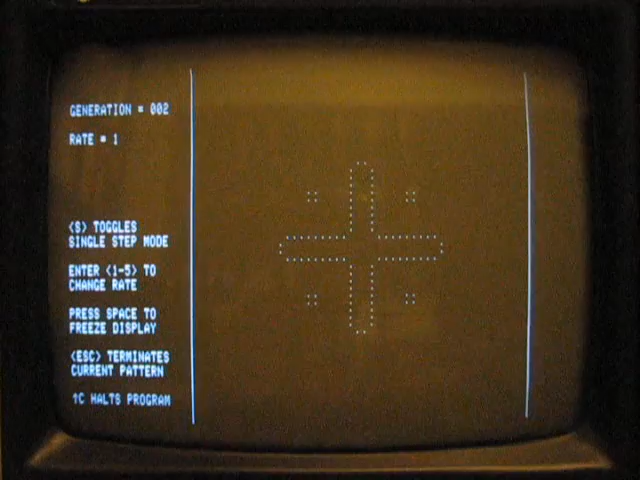 GENERATION = 002
RATE = 1
<S> TOGGLES
SINGLE STEP MODE
ENTER <1-5> TO
CHANGE RATE
PRESS SPACE TO
FREEZE DISPLAY
<ESC> TERMINATES
CURRENT PATTERN
↑C HALTS PROGRAM